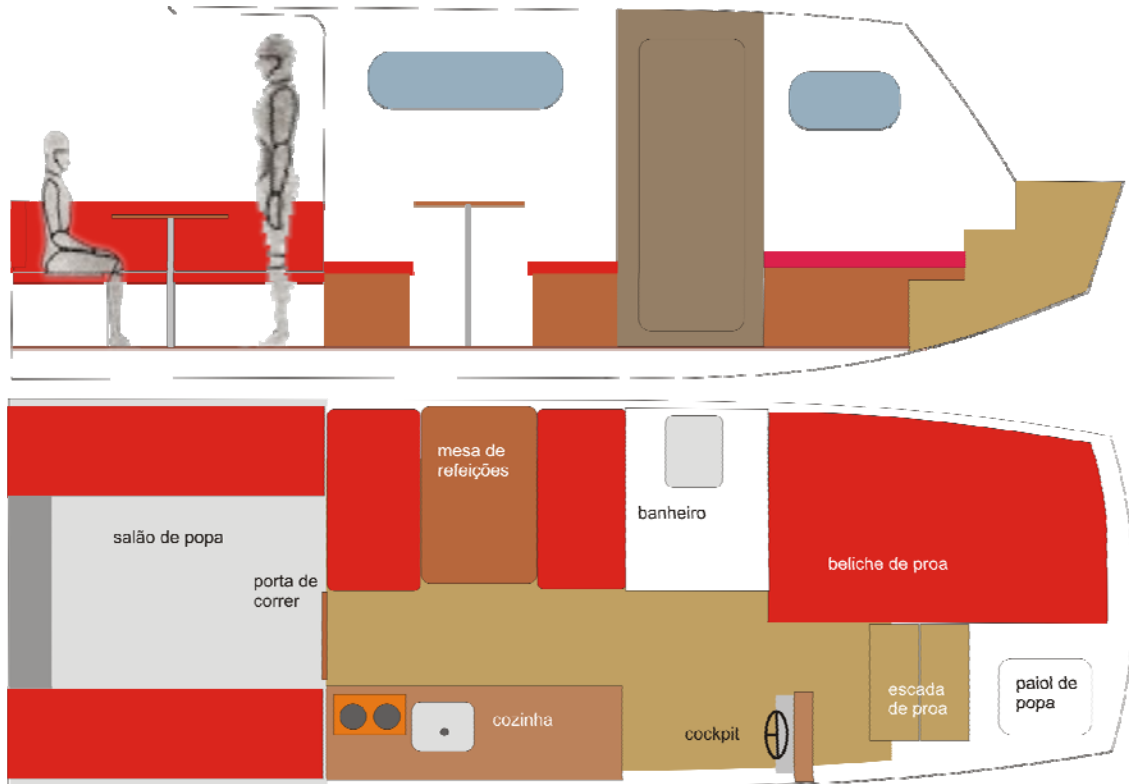 mesa de
refeições
salão de popa
banheiro
porta de
correr
beliche de proa
cozinha
cockpit
escada
de proa
paiol de
popa